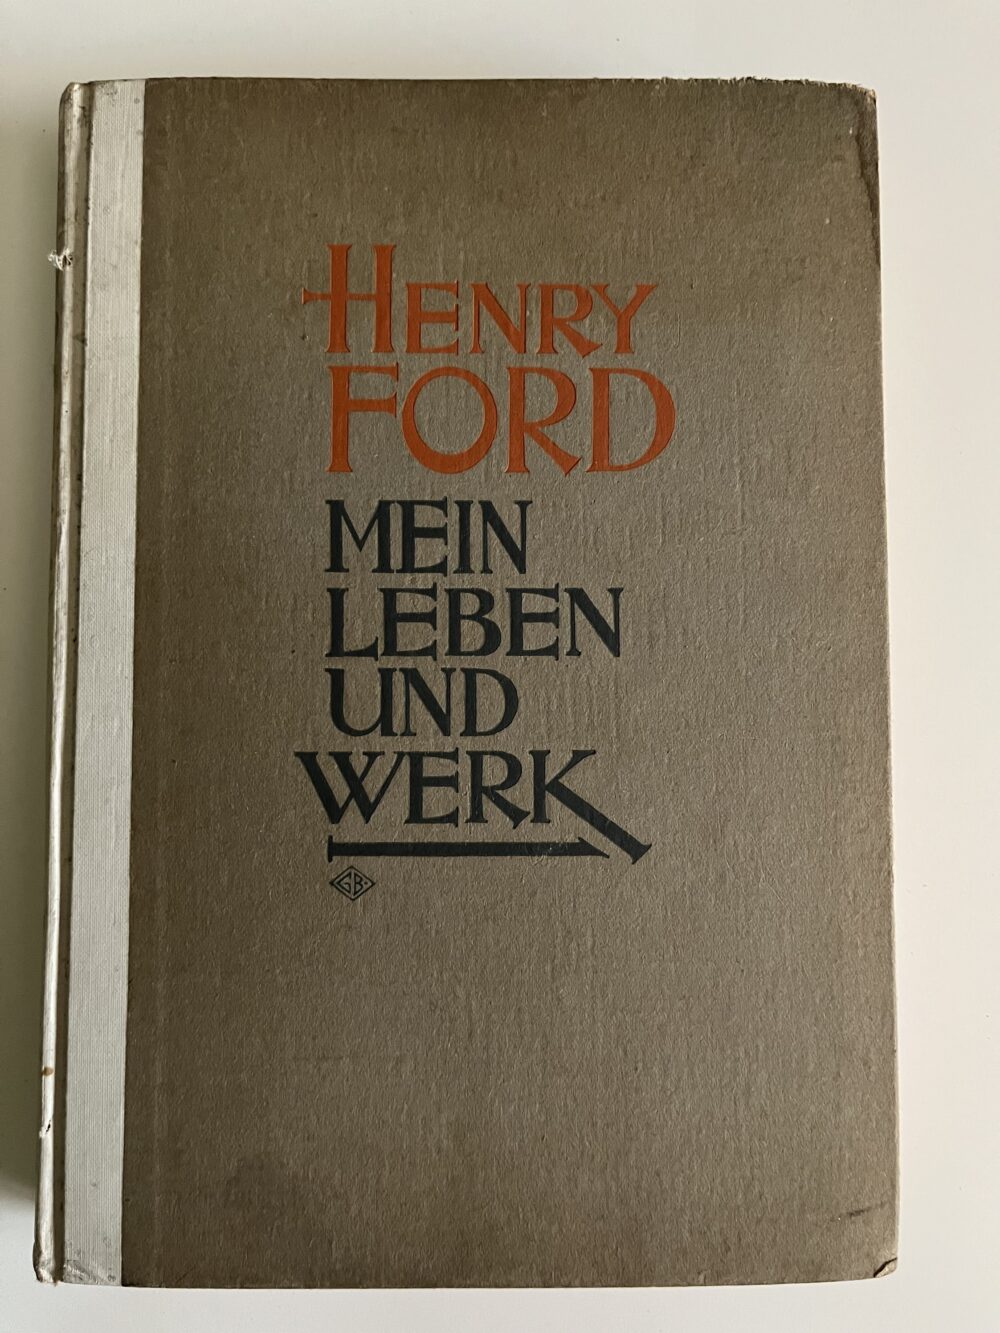 HENRY
FORD
MEIN
LEBEN
UND
WERK
GB.